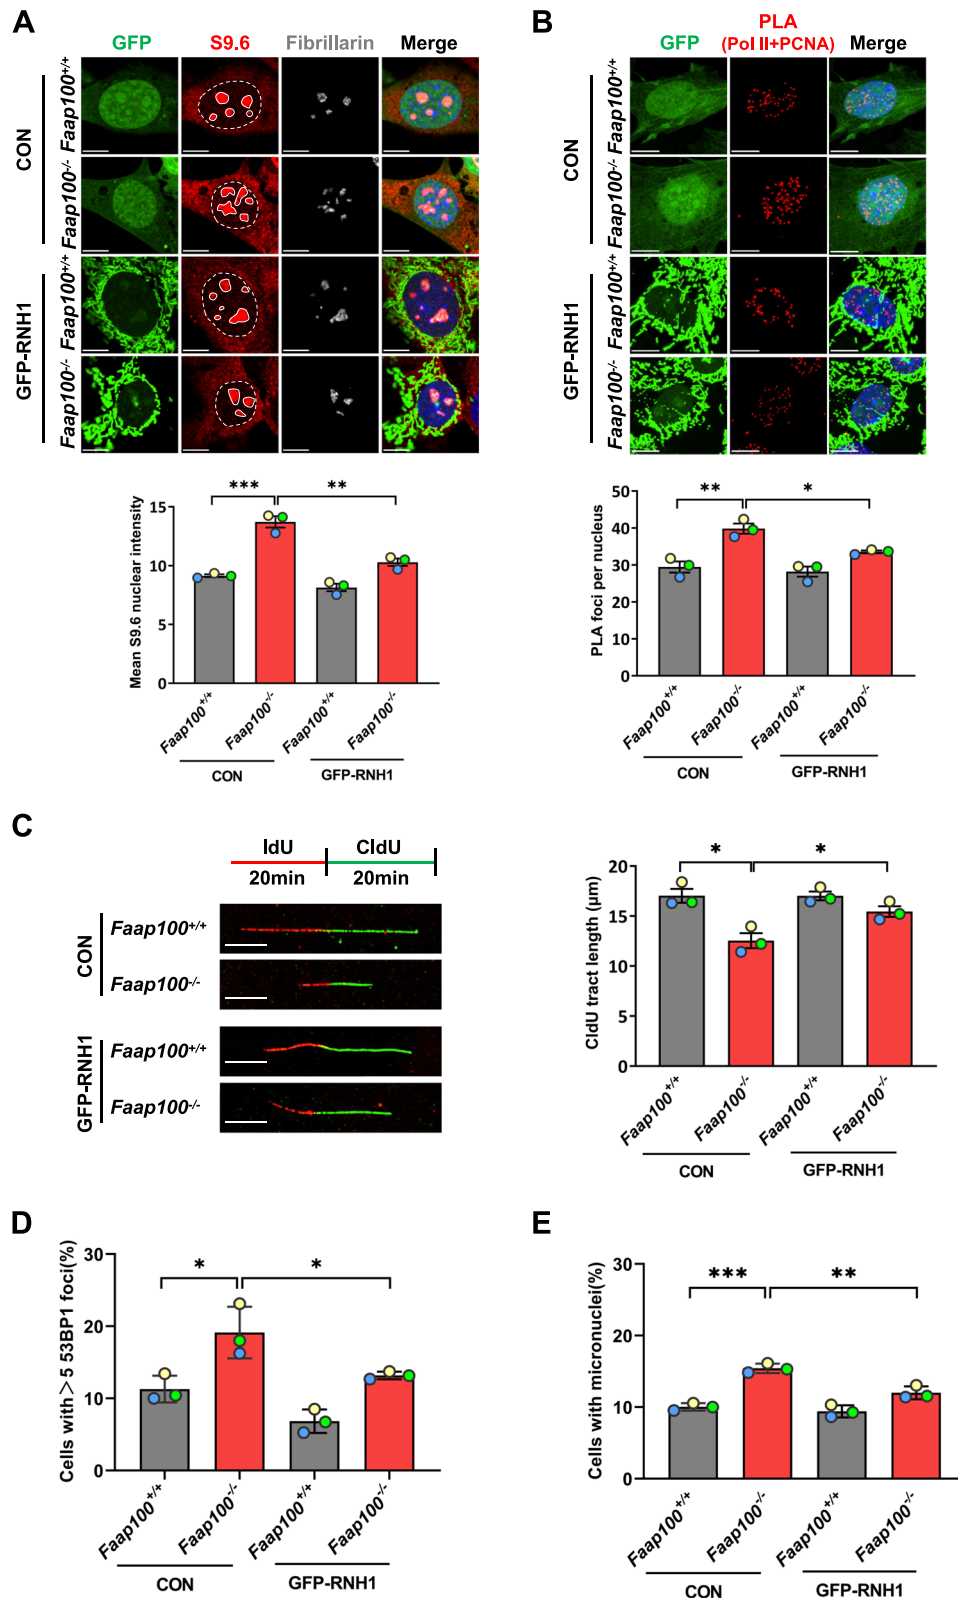 A
GFP S9.6 Fibrillarin Merge
CON
Faap100+/+
Faap100-/-
GFP-RNH1
Faap100+/+
Faap100-/-
*** **
Mean S9.6 nuclear intensity
15
10
5
0
Faap100+/+ Faap100-/- Faap100+/+ Faap100-/-
CON GFP-RNH1
B
PLA
GFP (Pol II+PCNA) Merge
CON
Faap100+/+
Faap100-/-
GFP-RNH1
Faap100+/+
Faap100-/-
** *
PLA foci per nucleus
50
40
30
20
10
0
Faap100+/+ Faap100-/- Faap100+/+ Faap100-/-
CON GFP-RNH1
C
IdU CldU
20min 20min
CON
Faap100+/+
Faap100-/-
GFP-RNH1
Faap100+/+
Faap100-/-
* *
CldU tract length (μm)
20
15
10
5
0
Faap100+/+ Faap100-/- Faap100+/+ Faap100-/-
CON GFP-RNH1
D
* *
Cells with >5 53BP1 foci(%)
30
20
10
0
Faap100+/+ Faap100-/- Faap100+/+ Faap100-/-
CON GFP-RNH1
E
*** **
Cells with micronuclei(%)
30
20
10
0
Faap100+/+ Faap100-/- Faap100+/+ Faap100-/-
CON GFP-RNH1